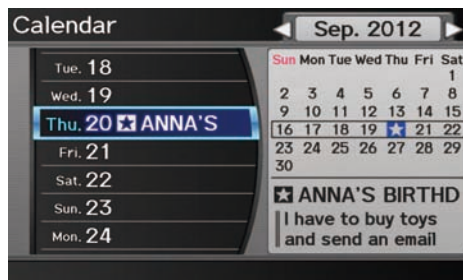 Calendar
Sep. 2012
Tue. 18
Wed. 19
Thu. 20 ANNA'S
Fri. 21
Sat. 22
Sun. 23
Mon. 24
Sun Mon Tue Wed Thu Fri Sat
1
2 3 4 5 6 7 8
9 10 11 12 13 14 15
16 17 18 19 21 22
23 24 25 26 27 28 29
30
ANNA'S BIRTHD
I have to buy toys
and send an email